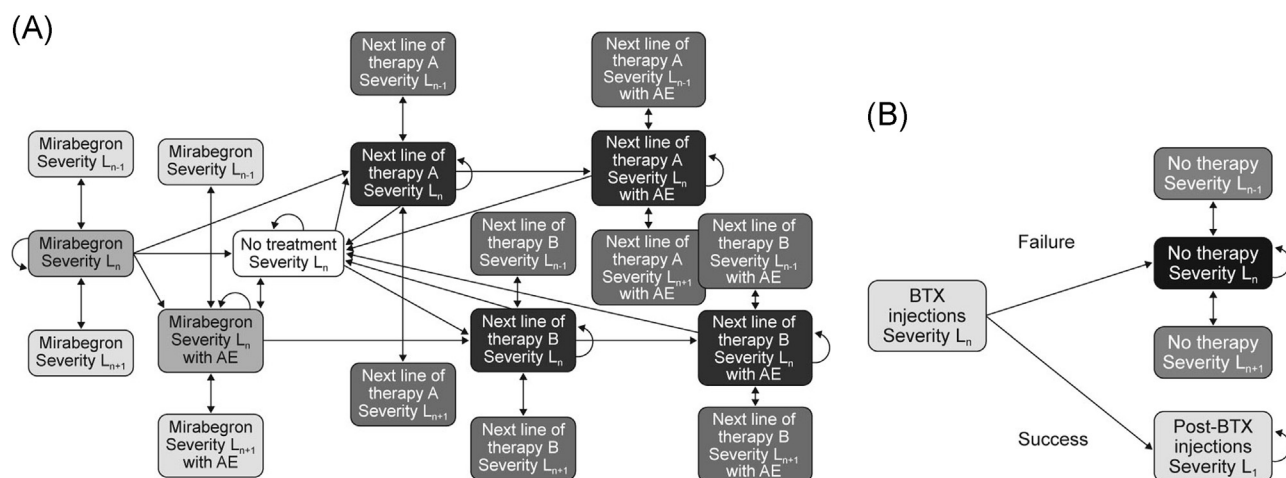 (A)
Mirabegron
Severity Ln-1
Mirabegron
Severity Ln
Mirabegron
Severity Ln+1
Mirabegron
Severity Ln-1
Mirabegron
Severity Ln
with AE
Mirabegron
Severity Ln+1
with AE
No treatment
Severity Ln
Next line of
therapy A
Severity Ln-1
Next line of
therapy A
Severity Ln
Next line of
therapy A
Severity Ln+1
Next line of
therapy B
Severity Ln-1
Next line of
therapy B
Severity Ln
Next line of
therapy B
Severity Ln+1
Next line of
therapy A
Severity Ln-1
with AE
Next line of
therapy A
Severity Ln
with AE
Next line of
therapy A
Severity Ln+1
with AE
Next line of
therapy B
Severity Ln-1
with AE
Next line of
therapy B
Severity Ln
with AE
Next line of
therapy B
Severity Ln+1
with AE
(B)
BTX
injections
Severity Ln
Failure
No therapy
Severity Ln-1
No therapy
Severity Ln
No therapy
Severity Ln+1
Success
Post-BTX
injections
Severity L1